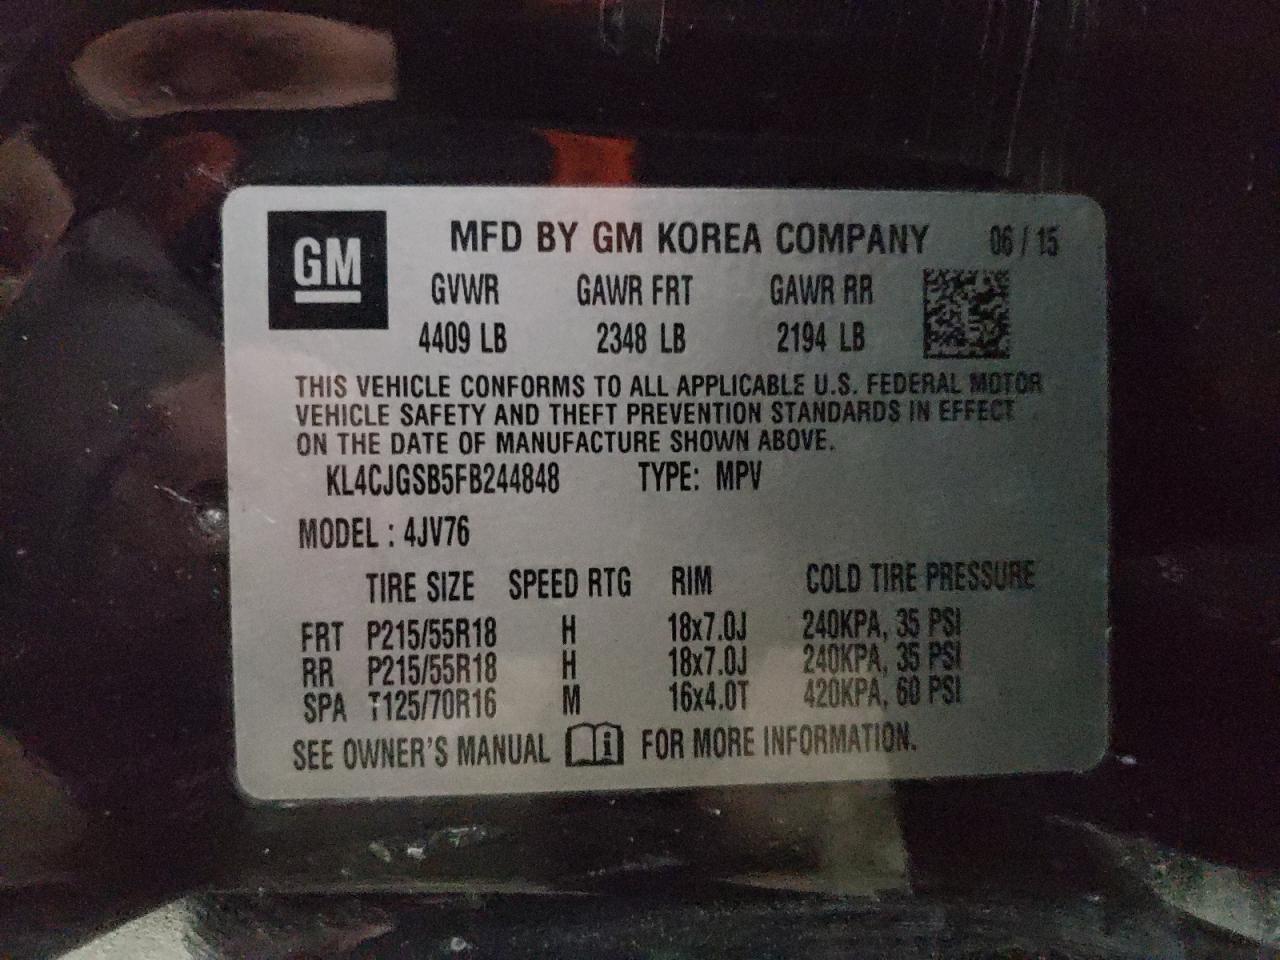 GM
MFD BY GM KOREA COMPANY 06 / 15
GVWR GAWR FRT GAWR RR
4409 LB 2348 LB 2194 LB
THIS VEHICLE CONFORMS TO ALL APPLICABLE U.S. FEDERAL MOTOR
VEHICLE SAFETY AND THEFT PREVENTION STANDARDS IN EFFECT
ON THE DATE OF MANUFACTURE SHOWN ABOVE.
KL4CJGSB5FB244848 TYPE: MPV
MODEL : 4JV76
TIRE SIZE SPEED RTG RIM COLD TIRE PRESSURE
FRT P215/55R18 H 18x7.0J 240KPA, 35 PSI
RR P215/55R18 H 18x7.0J 240KPA, 35 PSI
SPA T125/70R16 M 16x4.0T 420KPA, 60 PSI
SEE OWNER'S MANUAL i FOR MORE INFORMATION.